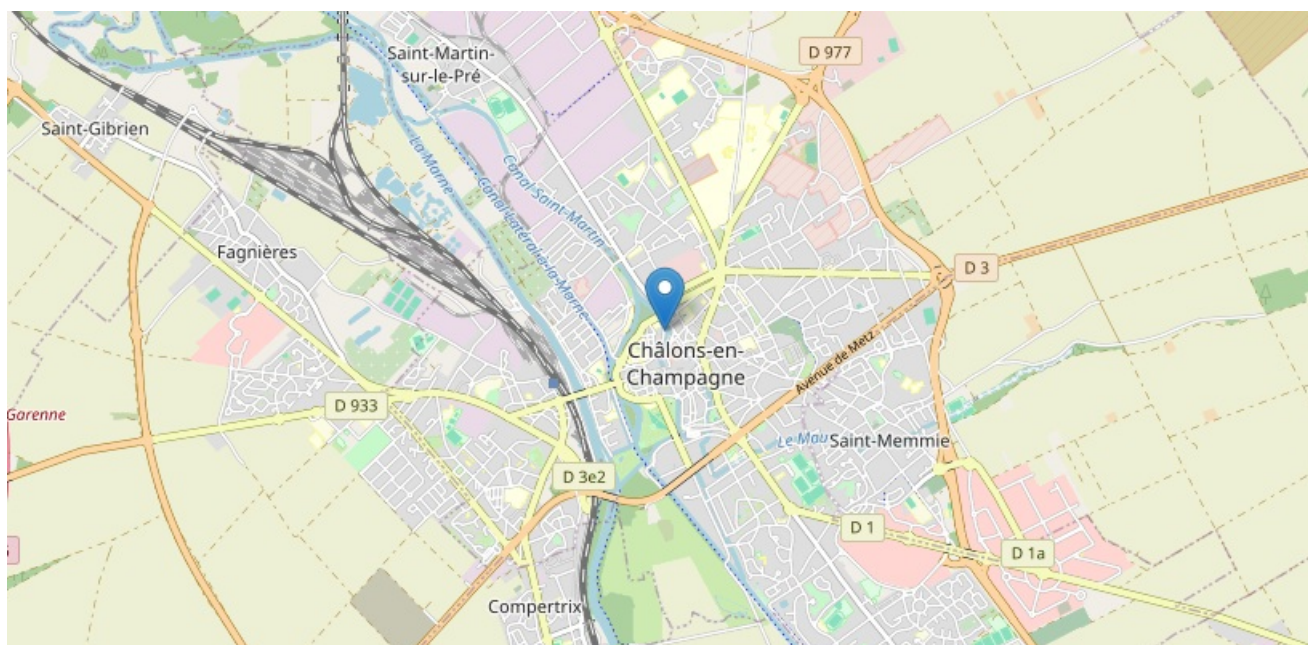 Saint-Martin-
sur-le-Pré
D 977
Saint-Gibrien
La Marne
Canal Saint-Martin
Canal Latéral à la Marne
Fagnières
D 3
Châlons-en-
Champagne
Avenue de Metz
Garenne
D 933
Le Mau
Saint-Memmie
D 3e2
D 1
D 1a
Compertrix